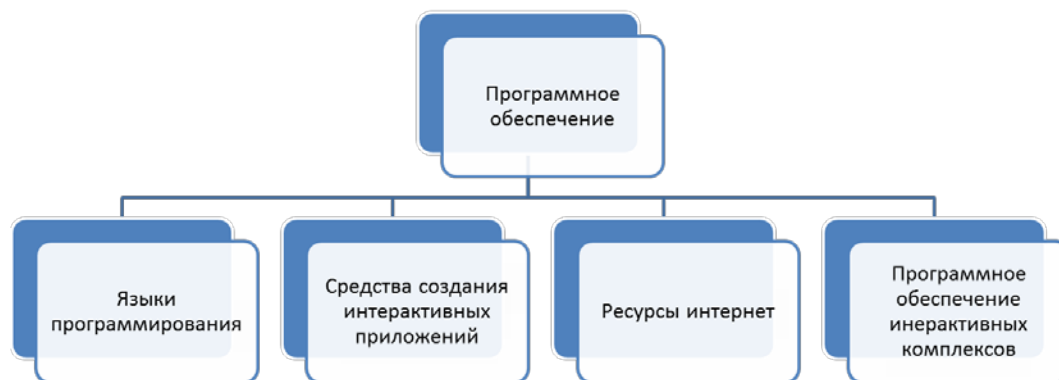 Программное
обеспечение
Языки
программирования
Средства создания
интерактивных
приложений
Ресурсы интернет
Программное
обеспечение
инерактивных
комплексов